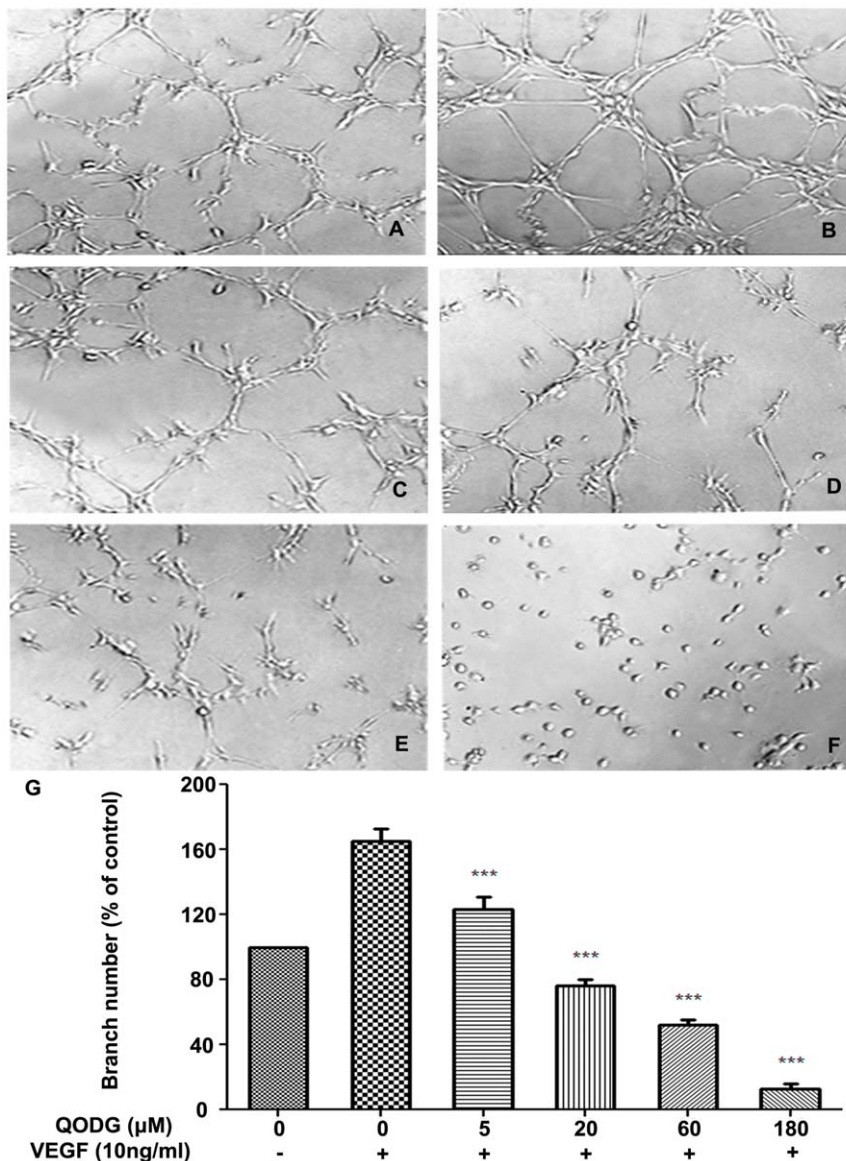 A
B
C
D
E
F
G
200
160
120
80
40
0
Branch number (% of control)
***
***
***
***
QODG (µM) 0 0 5 20 60 180
VEGF (10ng/ml) - + + + + +